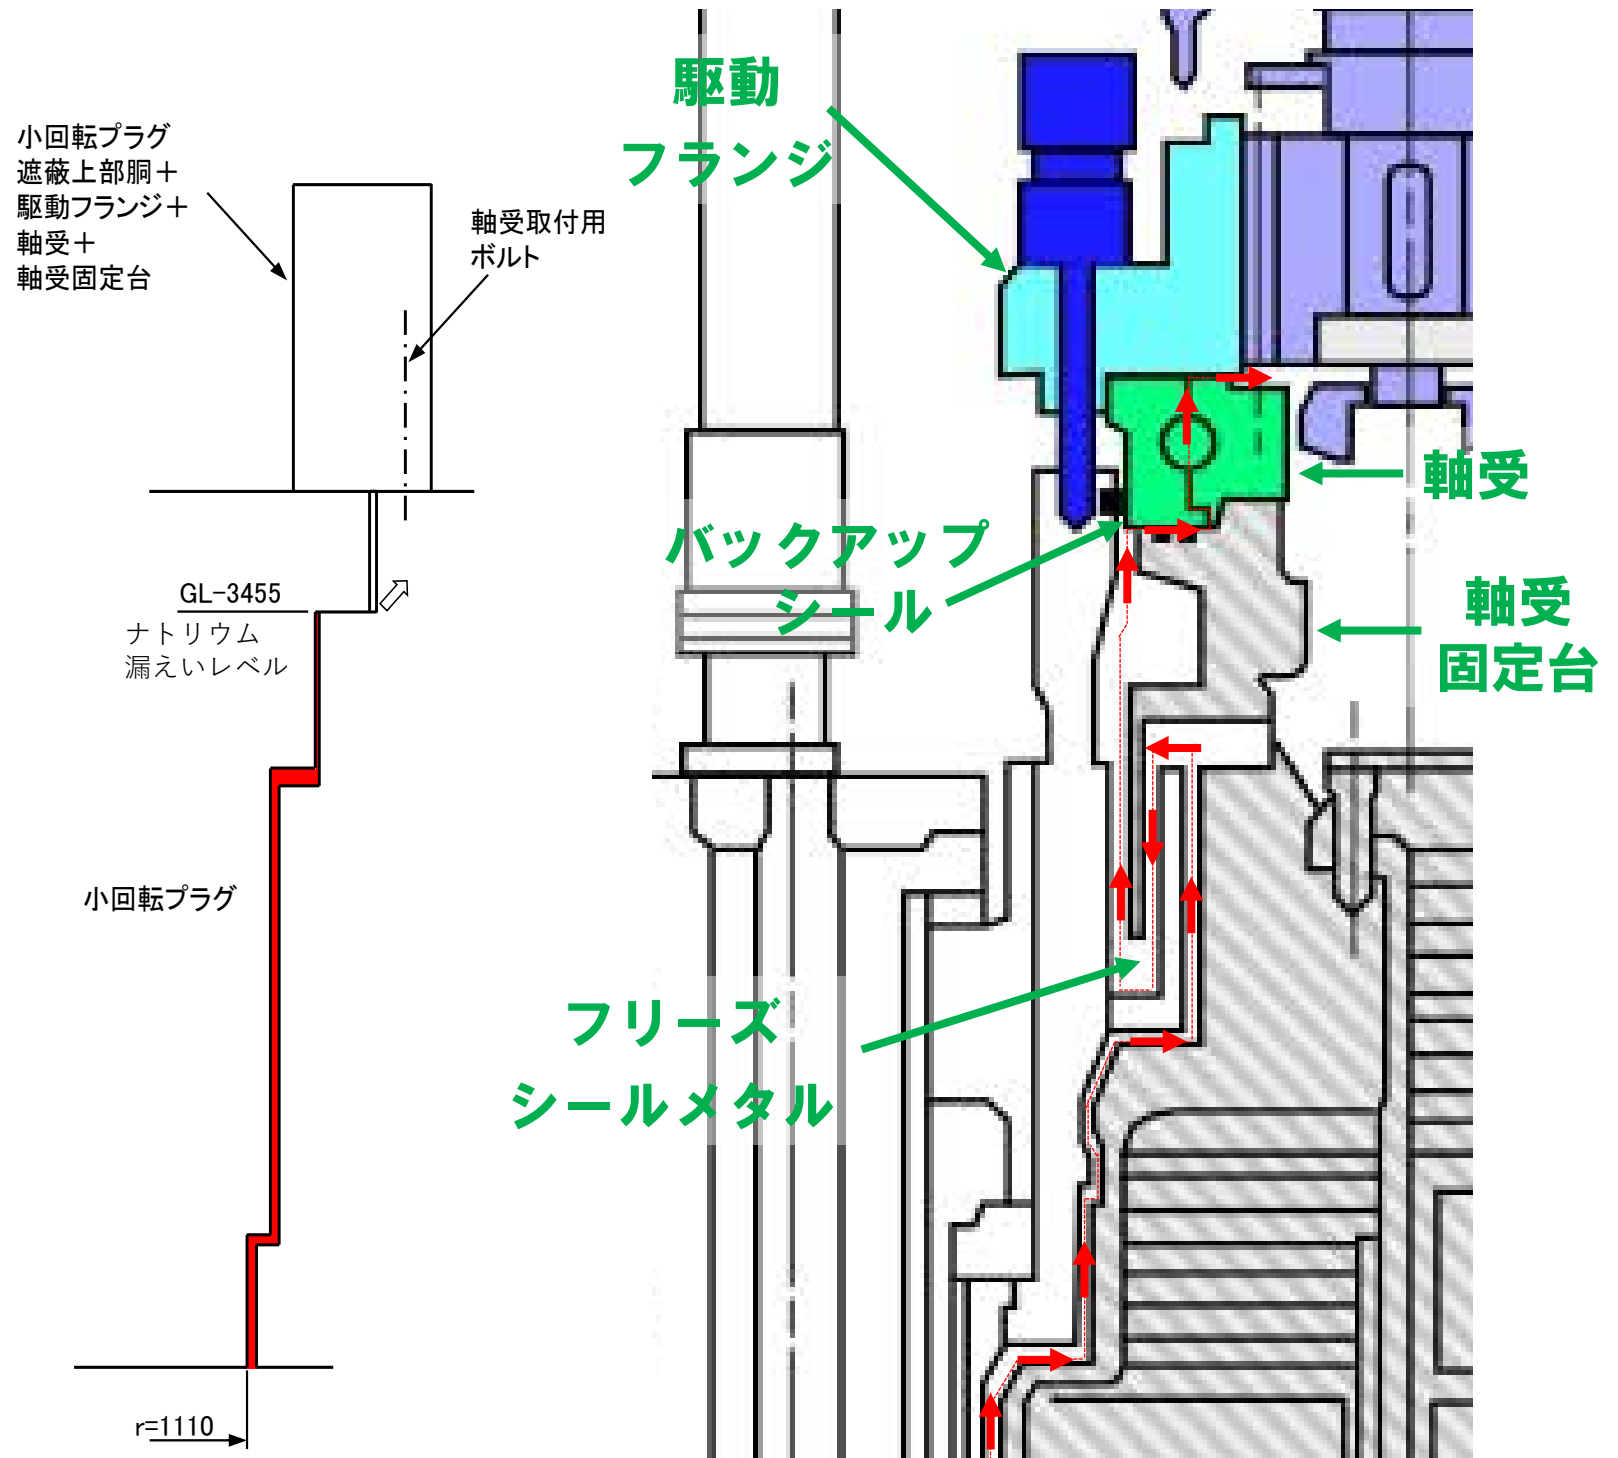 小回転プラグ
遮蔽上部胴＋
駆動フランジ＋
軸受＋
軸受固定台
軸受取付用
ボルト
GL-3455
ナトリウム
漏えいレベル
小回転プラグ
r=1110
駆動
フランジ
軸受
バックアップ
シール
軸受
固定台
フリーズ
シールメタル